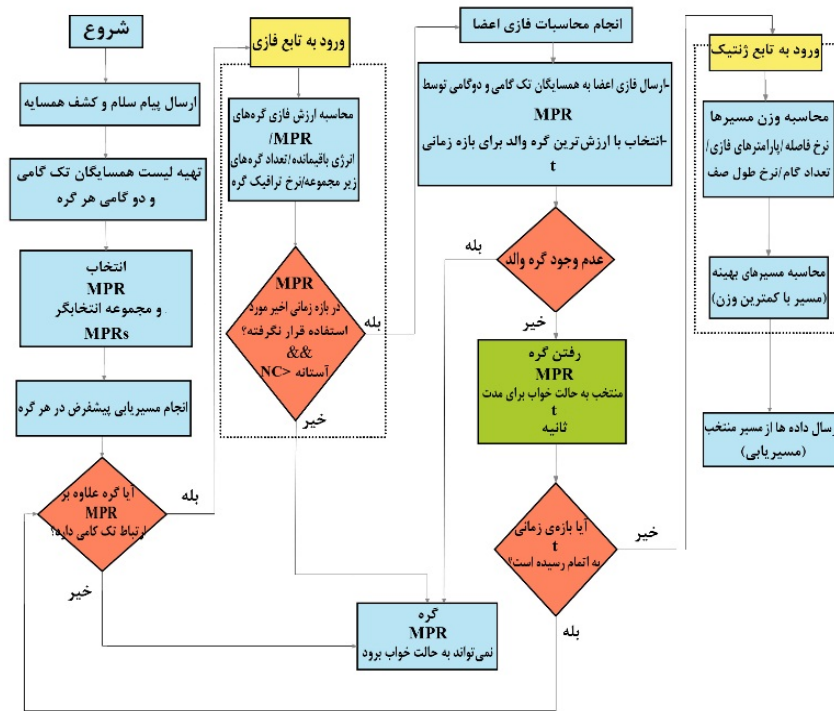 شروع
ارسال پیام سلام و کشف همسایه
تهیه لیست همسایگان تک گامی
و دو گامی هر گره
انتخاب
MPR
و مجموعه انتخابگر
MPRs
انجام مسیریابی پیشفرض در هر گره
آیا گره علاوه بر
MPR
ارتباط تک گامی دارد؟
بله
خیر
ورود به تابع فازی
محاسبه ارزش فازی گره‌های
MPR/
انرژی باقیمانده/تعداد گره‌های
زیر مجموعه/نرخ ترافیک گره
MPR
در بازه زمانی اخیر مورد
استفاده قرار نگرفته؟
&&
آستانه <NC
بله
خیر
انجام محاسبات فازی اعضا
-ارسال فازی اعضا به همسایگان تک گامی و دوگامی توسط
MPR
-انتخاب با ارزش‌ترین گره والد برای بازه زمانی
t
عدم وجود گره والد
بله
خیر
رفتن گره
MPR
منتخب به حالت خواب برای مدت
t
ثانیه
آیا بازه‌ی زمانی
t
به اتمام رسیده است؟
خیر
بله
گره
MPR
نمی‌تواند به حالت خواب برود
ورود به تابع ژنتیک
محاسبه وزن مسیرها
نرخ فاصله/پارامترهای فازی/
تعداد گام/نرخ طول صف
محاسبه مسیرهای بهینه
(مسیر با کمترین وزن)
رسال داده ها از مسیر منتخب
(مسیریابی)